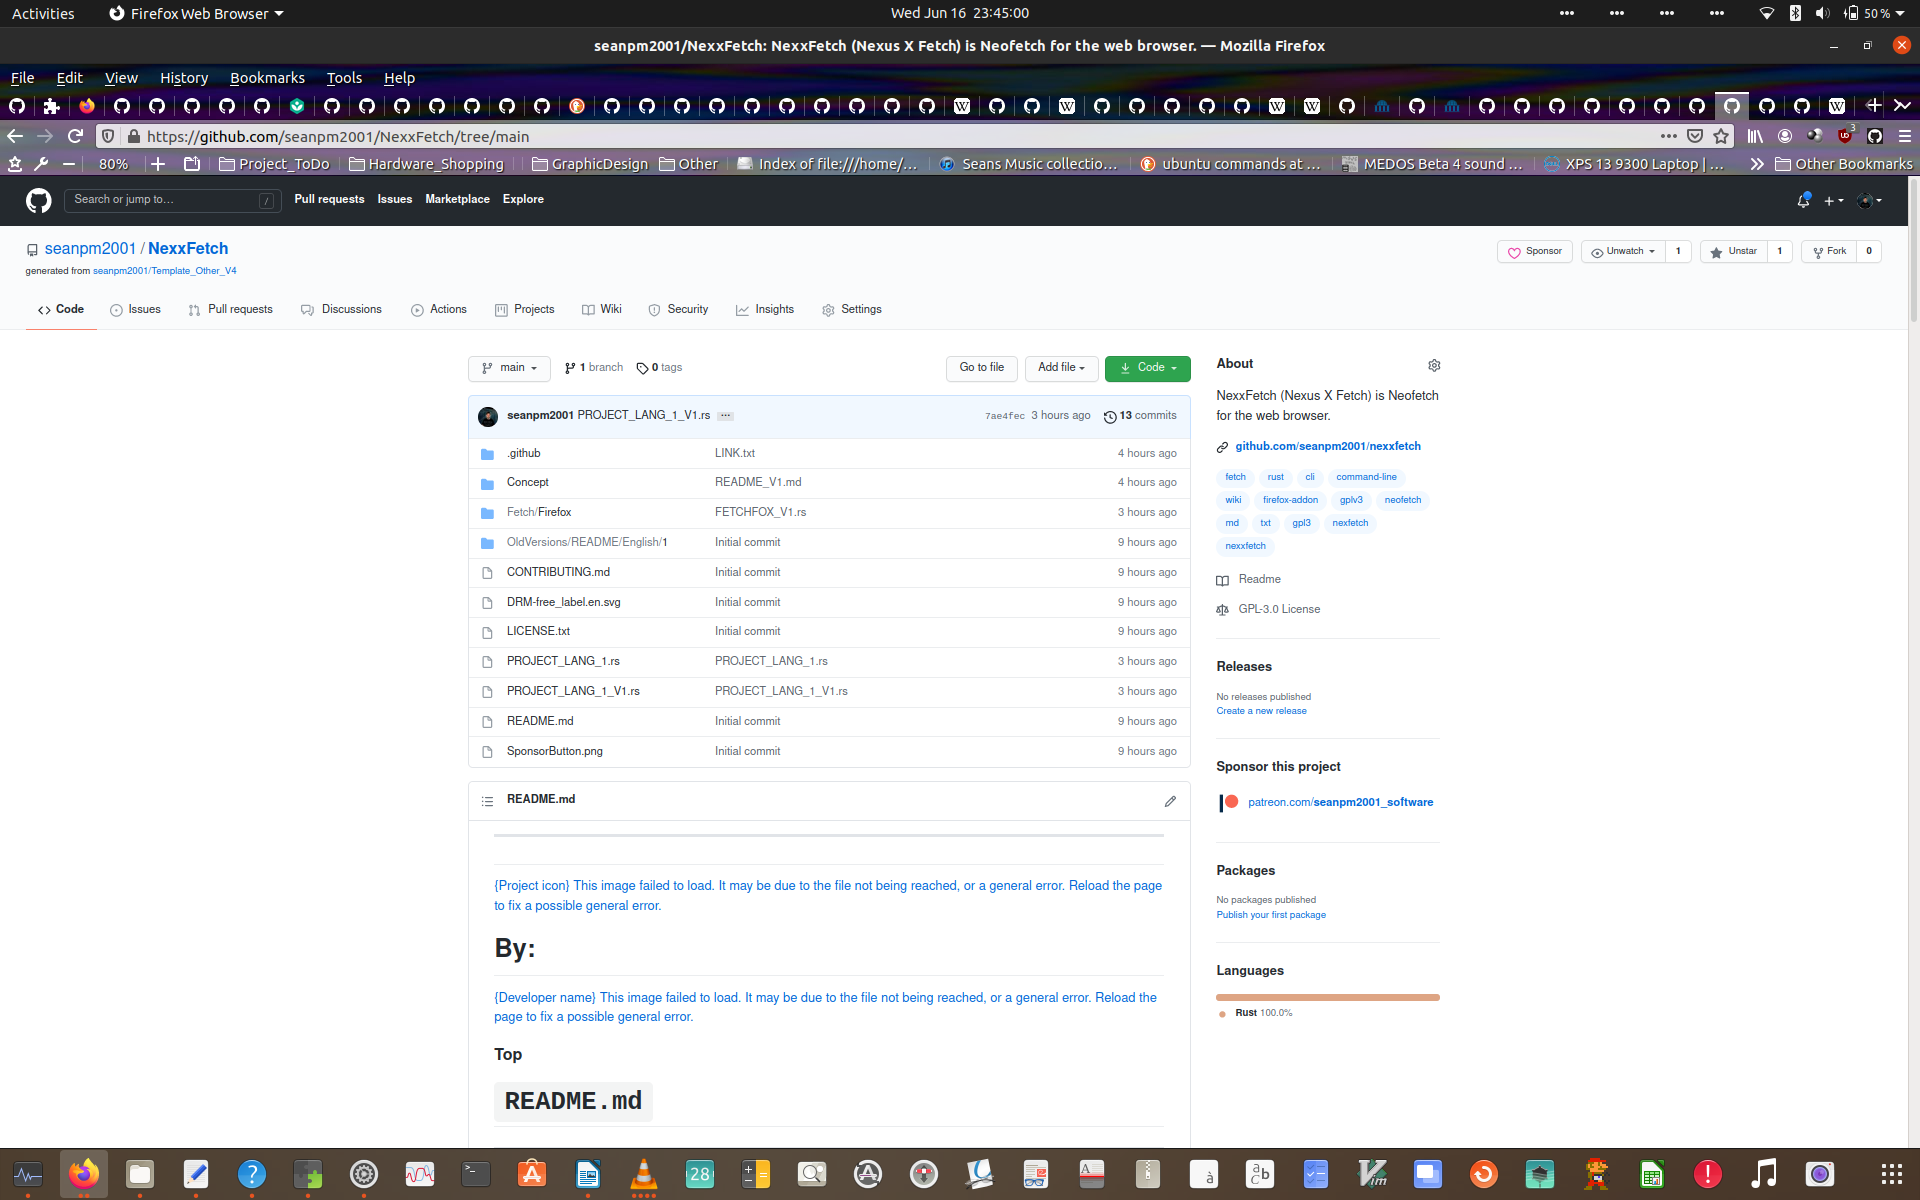 Activities Firefox Web Browser Wed Jun 16 23:45:00 50 %
seanpm2001/NexxFetch: NexxFetch (Nexus X Fetch) is Neofetch for the web browser. — Mozilla Firefox
File Edit View History Bookmarks Tools Help
https://github.com/seanpm2001/NexxFetch/tree/main 3
80% Project_ToDo Hardware_Shopping GraphicDesign Other Index of file:///home/… Seans Music collectio… ubuntu commands at … MEDOS Beta 4 sound … XPS 13 9300 Laptop | … Other Bookmarks
Search or jump to… / Pull requests Issues Marketplace Explore
seanpm2001 / NexxFetch Sponsor Unwatch 1 Unstar 1 Fork 0
generated from seanpm2001/Template_Other_V4
Code Issues Pull requests Discussions Actions Projects Wiki Security Insights Settings
main 1 branch 0 tags Go to file Add file Code
seanpm2001 PROJECT_LANG_1_V1.rs ... 7ae4fec 3 hours ago 13 commits
.github LINK.txt 4 hours ago
Concept README_V1.md 4 hours ago
Fetch/Firefox FETCHFOX_V1.rs 3 hours ago
OldVersions/README/English/1 Initial commit 9 hours ago
CONTRIBUTING.md Initial commit 9 hours ago
DRM-free_label.en.svg Initial commit 9 hours ago
LICENSE.txt Initial commit 9 hours ago
PROJECT_LANG_1.rs PROJECT_LANG_1.rs 3 hours ago
PROJECT_LANG_1_V1.rs PROJECT_LANG_1_V1.rs 3 hours ago
README.md Initial commit 9 hours ago
SponsorButton.png Initial commit 9 hours ago
README.md
{Project icon} This image failed to load. It may be due to the file not being reached, or a general error. Reload the page
to fix a possible general error.
By:
{Developer name} This image failed to load. It may be due to the file not being reached, or a general error. Reload the
page to fix a possible general error.
Top
README.md
About
NexxFetch (Nexus X Fetch) is Neofetch
for the web browser.
github.com/seanpm2001/nexxfetch
fetch rust cli command-line
wiki firefox-addon gplv3 neofetch
md txt gpl3 nexfetch
nexxfetch
Readme
GPL-3.0 License
Releases
No releases published
Create a new release
Sponsor this project
patreon.com/seanpm2001_software
Packages
No packages published
Publish your first package
Languages
Rust 100.0%
28